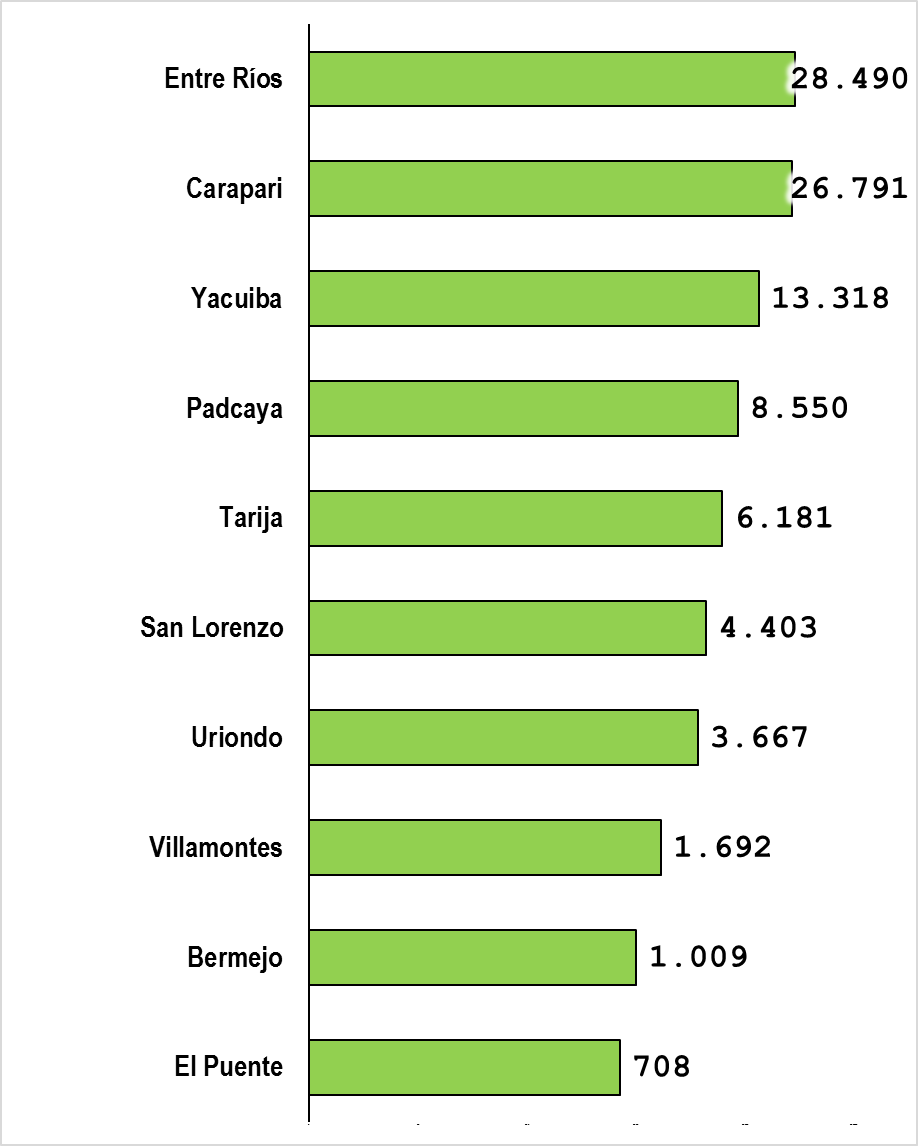 Entre Ríos 28.490
Carapari 26.791
Yacuiba 13.318
Padcaya 8.550
Tarija 6.181
San Lorenzo 4.403
Uriondo 3.667
Villamontes 1.692
Bermejo 1.009
El Puente 708